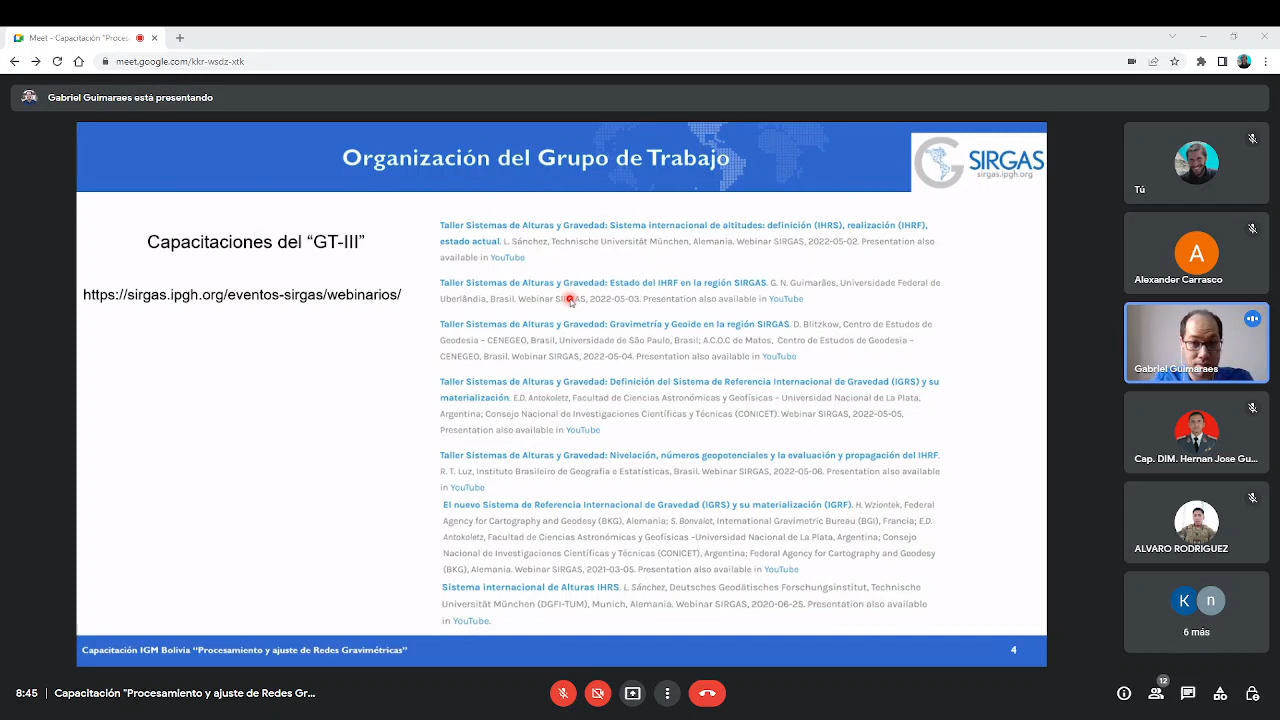 Meet - Capacitación "Proces
meet.google.com/kkr-wsdz-xtk
Gabriel Guimarães está presentando
Organización del Grupo de Trabajo
SIRGAS
sirgas.ipgh.org
Capacitaciones del “GT-III”
https://sirgas.ipgh.org/eventos-sirgas/webinarios/
Taller Sistemas de Alturas y Gravedad: Sistema internacional de altitudes: definición (IHRS), realización (IHRF),
estado actual. L. Sánchez, Technische Universität München, Alemania. Webinar SIRGAS, 2022-05-02. Presentation also
available in YouTube
Taller Sistemas de Alturas y Gravedad: Estado del IHRF en la región SIRGAS. G. N. Guimarães, Universidade Federal de
Uberlândia, Brasil. Webinar SIRGAS, 2022-05-03. Presentation also available in YouTube
Taller Sistemas de Alturas y Gravedad: Gravimetría y Geoide en la región SIRGAS. D. Blitzkow, Centro de Estudos de
Geodesia – CENEGEO, Brasil, Universidade de São Paulo, Brasil; A.C.O.C de Matos, Centro de Estudos de Geodesia –
CENEGEO, Brasil. Webinar SIRGAS, 2022-05-04. Presentation also available in YouTube
Taller Sistemas de Alturas y Gravedad: Definición del Sistema de Referencia Internacional de Gravedad (IGRS) y su
materialización. E.D. Antokoletz, Facultad de Ciencias Astronómicas y Geofísicas – Universidad Nacional de La Plata,
Argentina; Consejo Nacional de Investigaciones Científicas y Técnicas (CONICET). Webinar SIRGAS, 2022-05-05.
Presentation also available in YouTube
Taller Sistemas de Alturas y Gravedad: Nivelación, números geopotenciales y la evaluación y propagación del IHRF.
R. T. Luz, Instituto Brasileiro de Geografia e Estatísticas, Brasil. Webinar SIRGAS, 2022-05-06. Presentation also available
in YouTube
El nuevo Sistema de Referencia Internacional de Gravedad (IGRS) y su materialización (IGRF). H. Wziontek, Federal
Agency for Cartography and Geodesy (BKG), Alemania; S. Bonvalot, International Gravimetric Bureau (BGI), Francia; E.D.
Antokoletz, Facultad de Ciencias Astronómicas y Geofísicas –Universidad Nacional de La Plata, Argentina; Consejo
Nacional de Investigaciones Científicas y Técnicas (CONICET), Argentina; Federal Agency for Cartography and Geodesy
(BKG), Alemania. Webinar SIRGAS, 2021-03-05. Presentation also available in YouTube
Sistema internacional de Alturas IHRS. L. Sánchez, Deutsches Geodätisches Forschungsinstitut, Technische
Universität München (DGFI-TUM), Munich, Alemania. Webinar SIRGAS, 2020-06-25. Presentation also available
in YouTube.
Capacitación IGM Bolivia “Procesamiento y ajuste de Redes Gravimétricas”
4
Tú
A
Alvaro Santos
Gabriel Guimarães
Cap. DIM. Herman Jose Gu...
ALVARO RODRIGUEZ
K
n
6 más
8:45
Capacitación "Procesamiento y ajuste de Redes Gr...
12